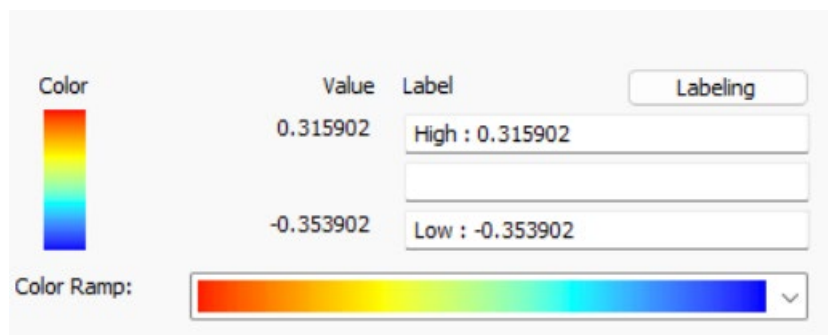 Color Value Label Labeling
0.315902 High : 0.315902
-0.353902 Low : -0.353902
Color Ramp: